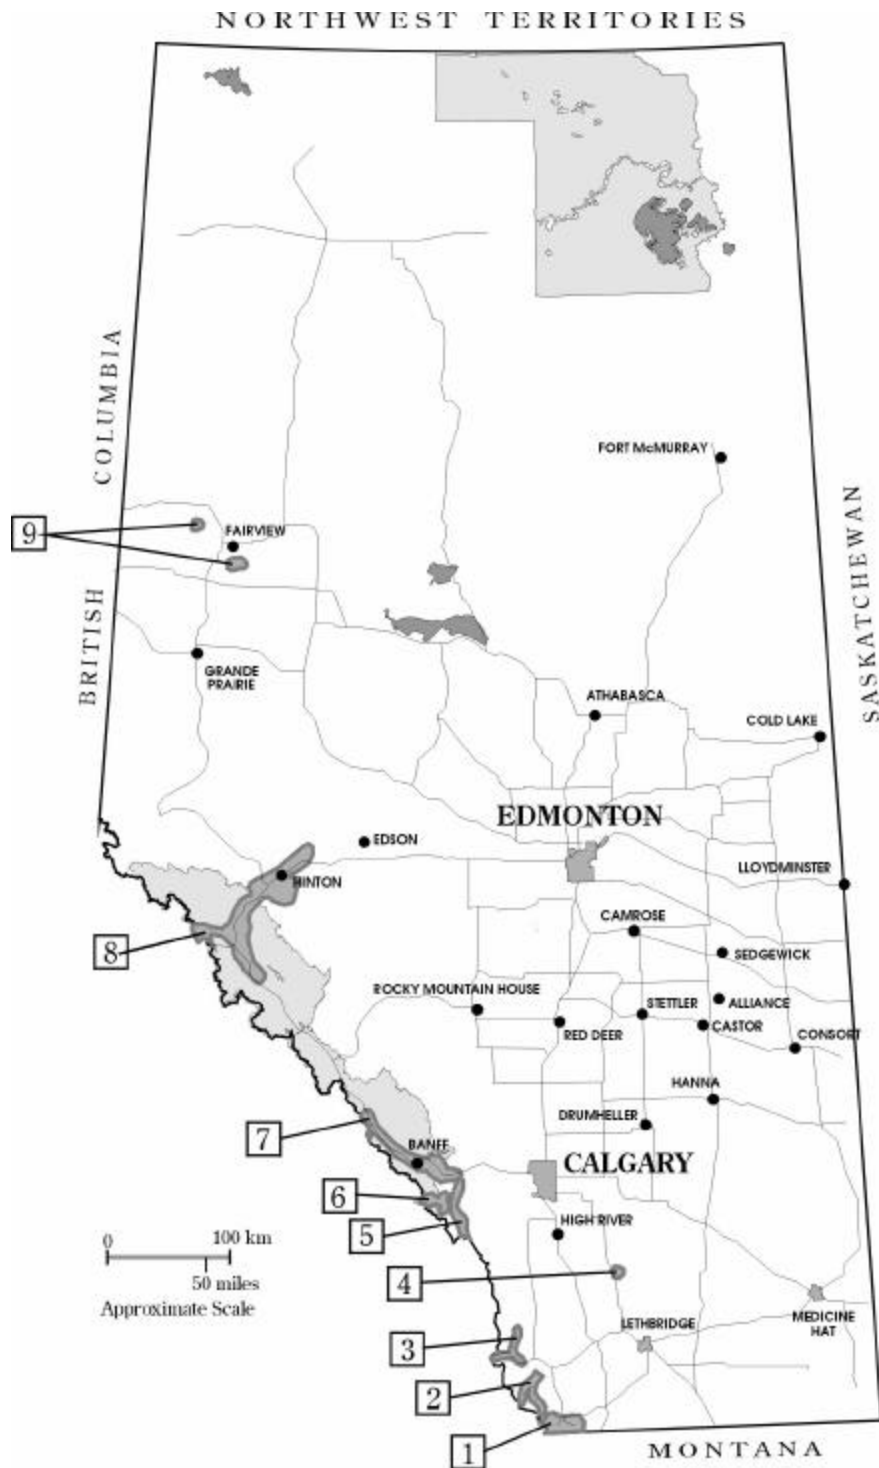 NORTHWEST TERRITORIES
COLUMBIA
BRITISH
SASKATCHEWAN
FORT McMURRAY
9
FAIRVIEW
GRANDE
PRAIRIE
ATHABASCA
COLD LAKE
EDMONTON
EDSON
HINTON
LLOYDMINSTER
CAMROSE
8
SEDGEWICK
ROCKY MOUNTAIN HOUSE
STETTLER
ALLIANCE
RED DEER
CASTOR
CONSORT
HANNA
DRUMHELLER
7
BANFF
CALGARY
6
5
HIGH RIVER
0
100 km
50 miles
Approximate Scale
4
MEDICINE
HAT
LETHBRIDGE
3
2
1
MONTANA